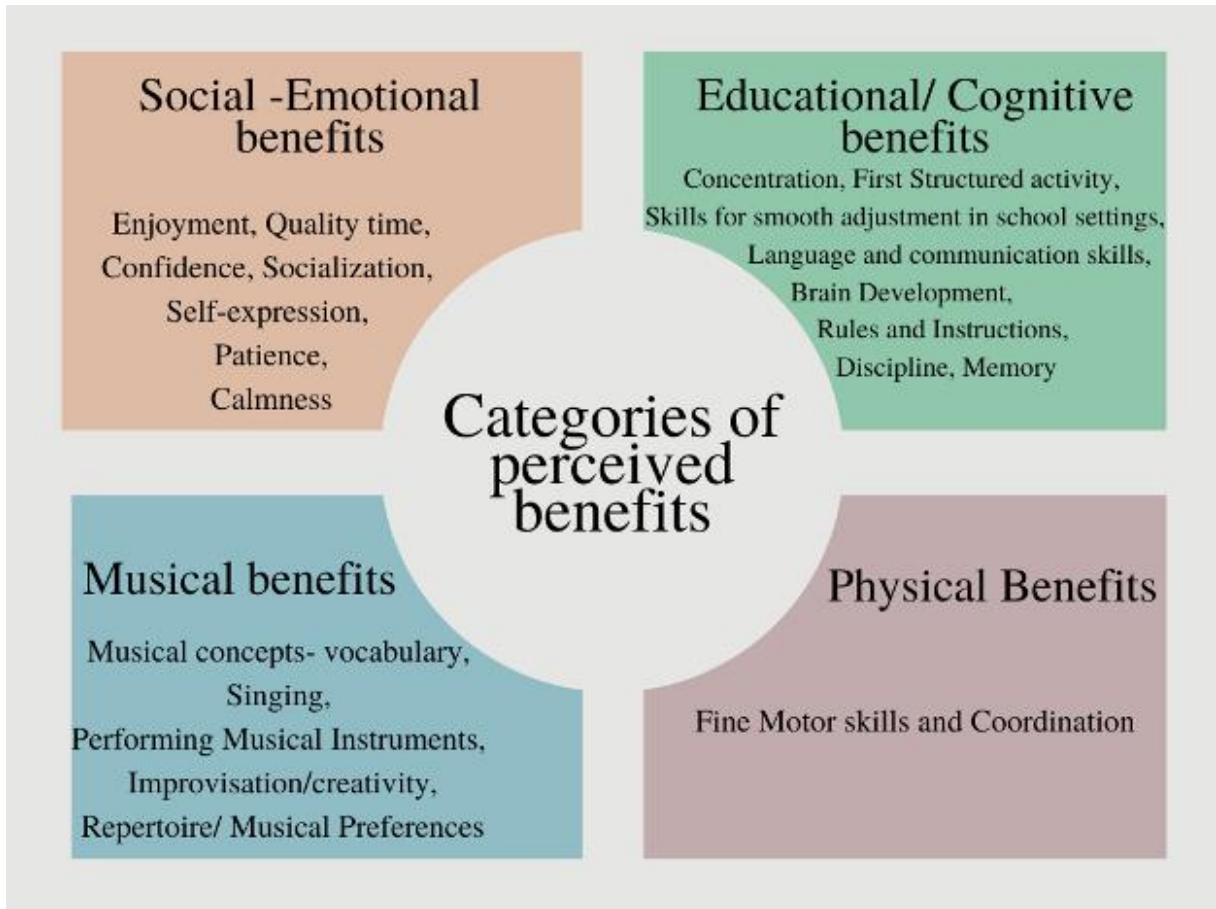 Social -Emotional
benefits
Enjoyment, Quality time,
Confidence, Socialization,
Self-expression,
Patience,
Calmness
Educational/ Cognitive
benefits
Concentration, First Structured activity,
Skills for smooth adjustment in school settings,
Language and communication skills,
Brain Development,
Rules and Instructions,
Discipline, Memory
Categories of
perceived
benefits
Musical benefits
Musical concepts- vocabulary,
Singing,
Performing Musical Instruments,
Improvisation/creativity,
Repertoire/ Musical Preferences
Physical Benefits
Fine Motor skills and Coordination